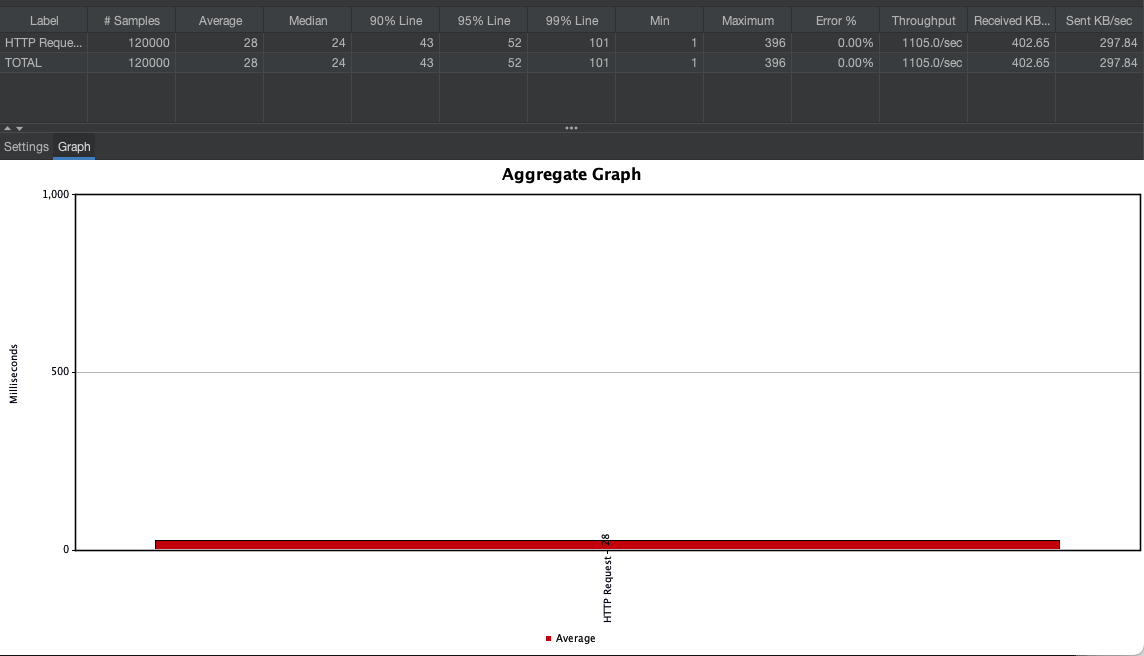 Label # Samples Average Median 90% Line 95% Line 99% Line Min Maximum Error % Throughput Received KB... Sent KB/sec
HTTP Reque... 120000 28 24 43 52 101 1 396 0.00% 1105.0/sec 402.65 297.84
TOTAL 120000 28 24 43 52 101 1 396 0.00% 1105.0/sec 402.65 297.84
Settings Graph
Aggregate Graph
1,000
Milliseconds
500
0
28
HTTP Request
Average